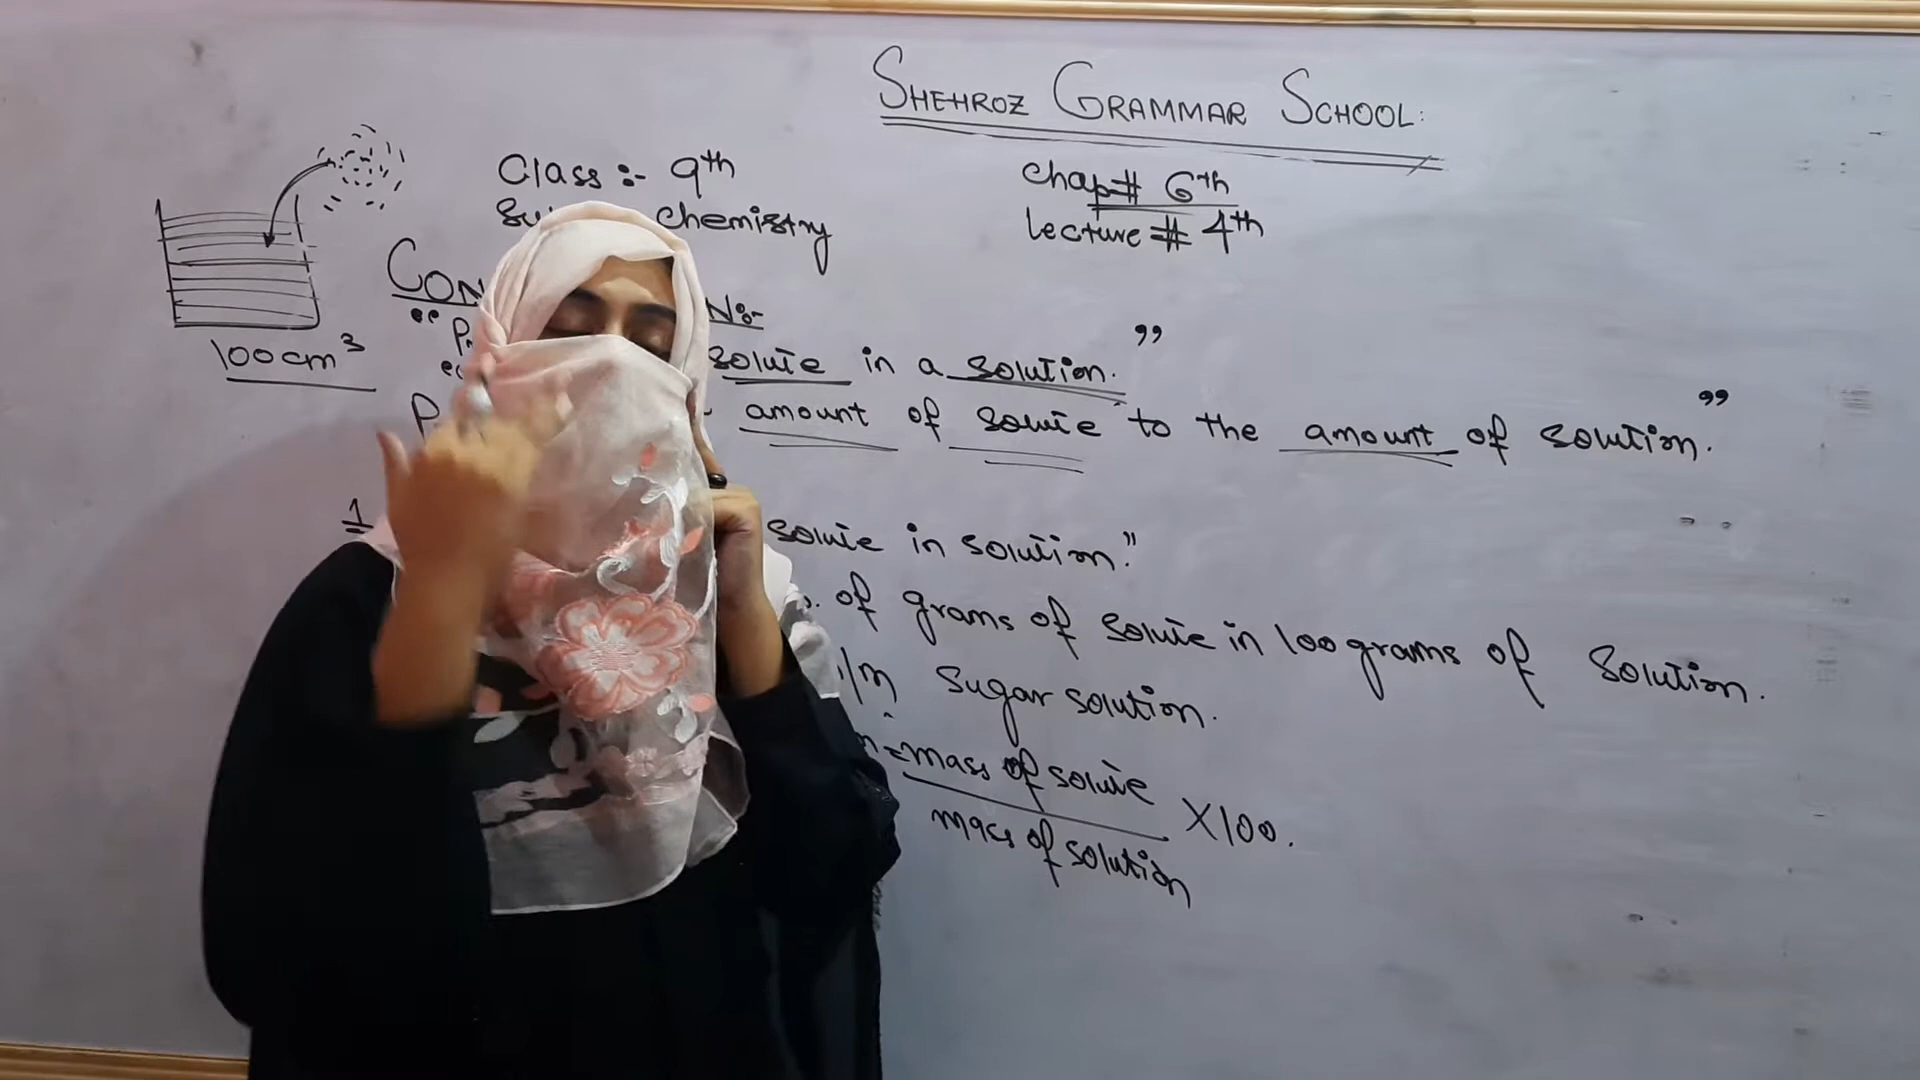 SHEHROZ GRAMMAR SCHOOL:
Class :- 9th
Chap# 6th
chemistry
Lecture # 4th
CON N:-
100cm³
solute in a solution.”
amount of solute to the amount of solution.”
1
solute in solution.”
of grams of solute in 100 grams of solution.
/m sugar solution.
= mass of solute
mass of solution
X100.